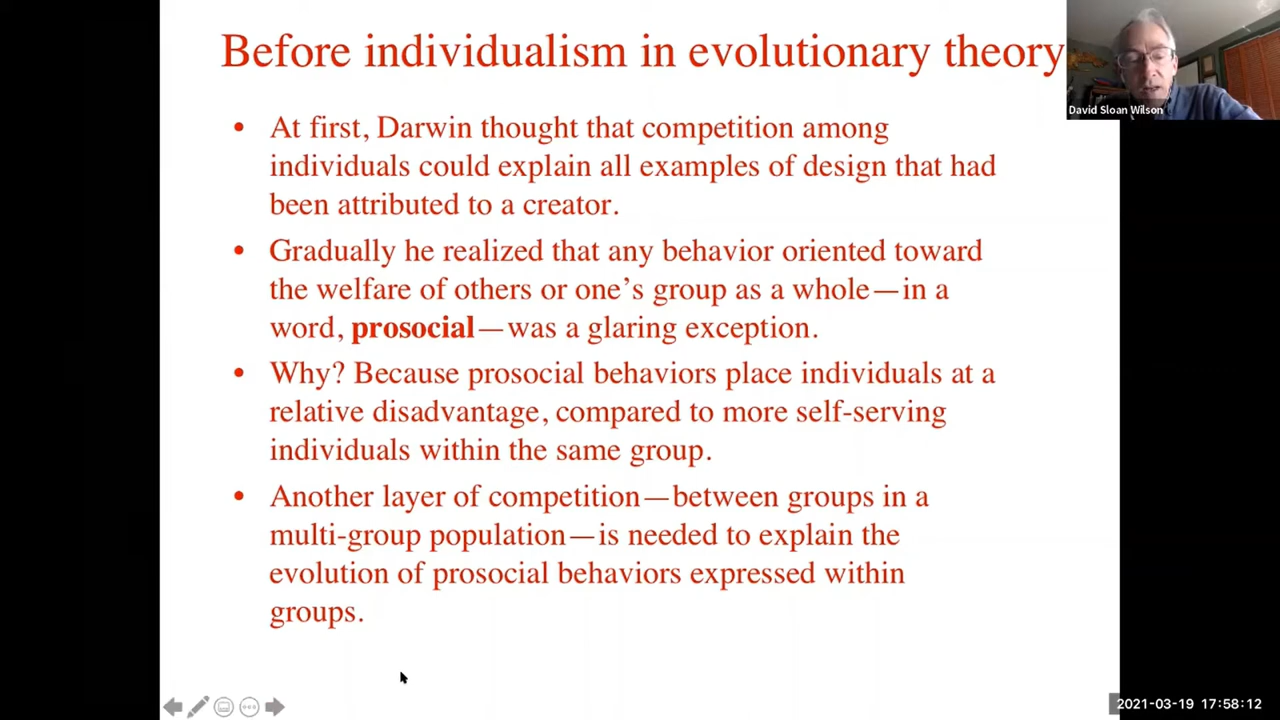 Before individualism in evolutionary theory
David Sloan Wilson
• At first, Darwin thought that competition among
individuals could explain all examples of design that had
been attributed to a creator.
• Gradually he realized that any behavior oriented toward
the welfare of others or one’s group as a whole—in a
word, prosocial—was a glaring exception.
• Why? Because prosocial behaviors place individuals at a
relative disadvantage, compared to more self-serving
individuals within the same group.
• Another layer of competition—between groups in a
multi-group population—is needed to explain the
evolution of prosocial behaviors expressed within
groups.
2021-03-19 17:58:12